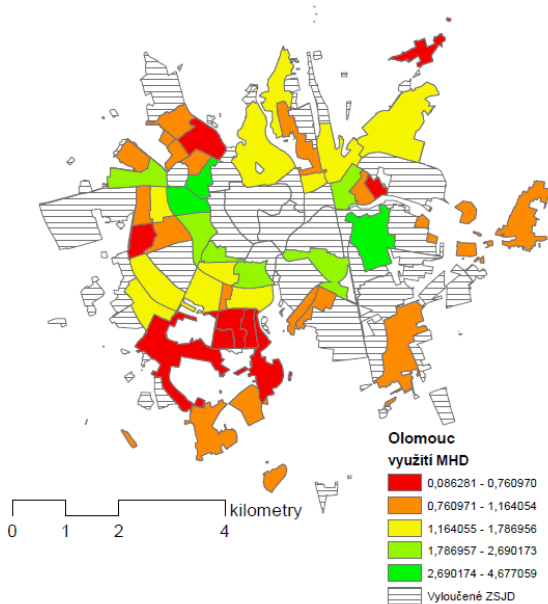 Olomouc
využití MHD
0,086281 - 0,760970
0,760971 - 1,164054
1,164055 - 1,786956
1,786957 - 2,690173
2,690174 - 4,677059
Vyloučené ZSJD
kilometry
0 1 2 4